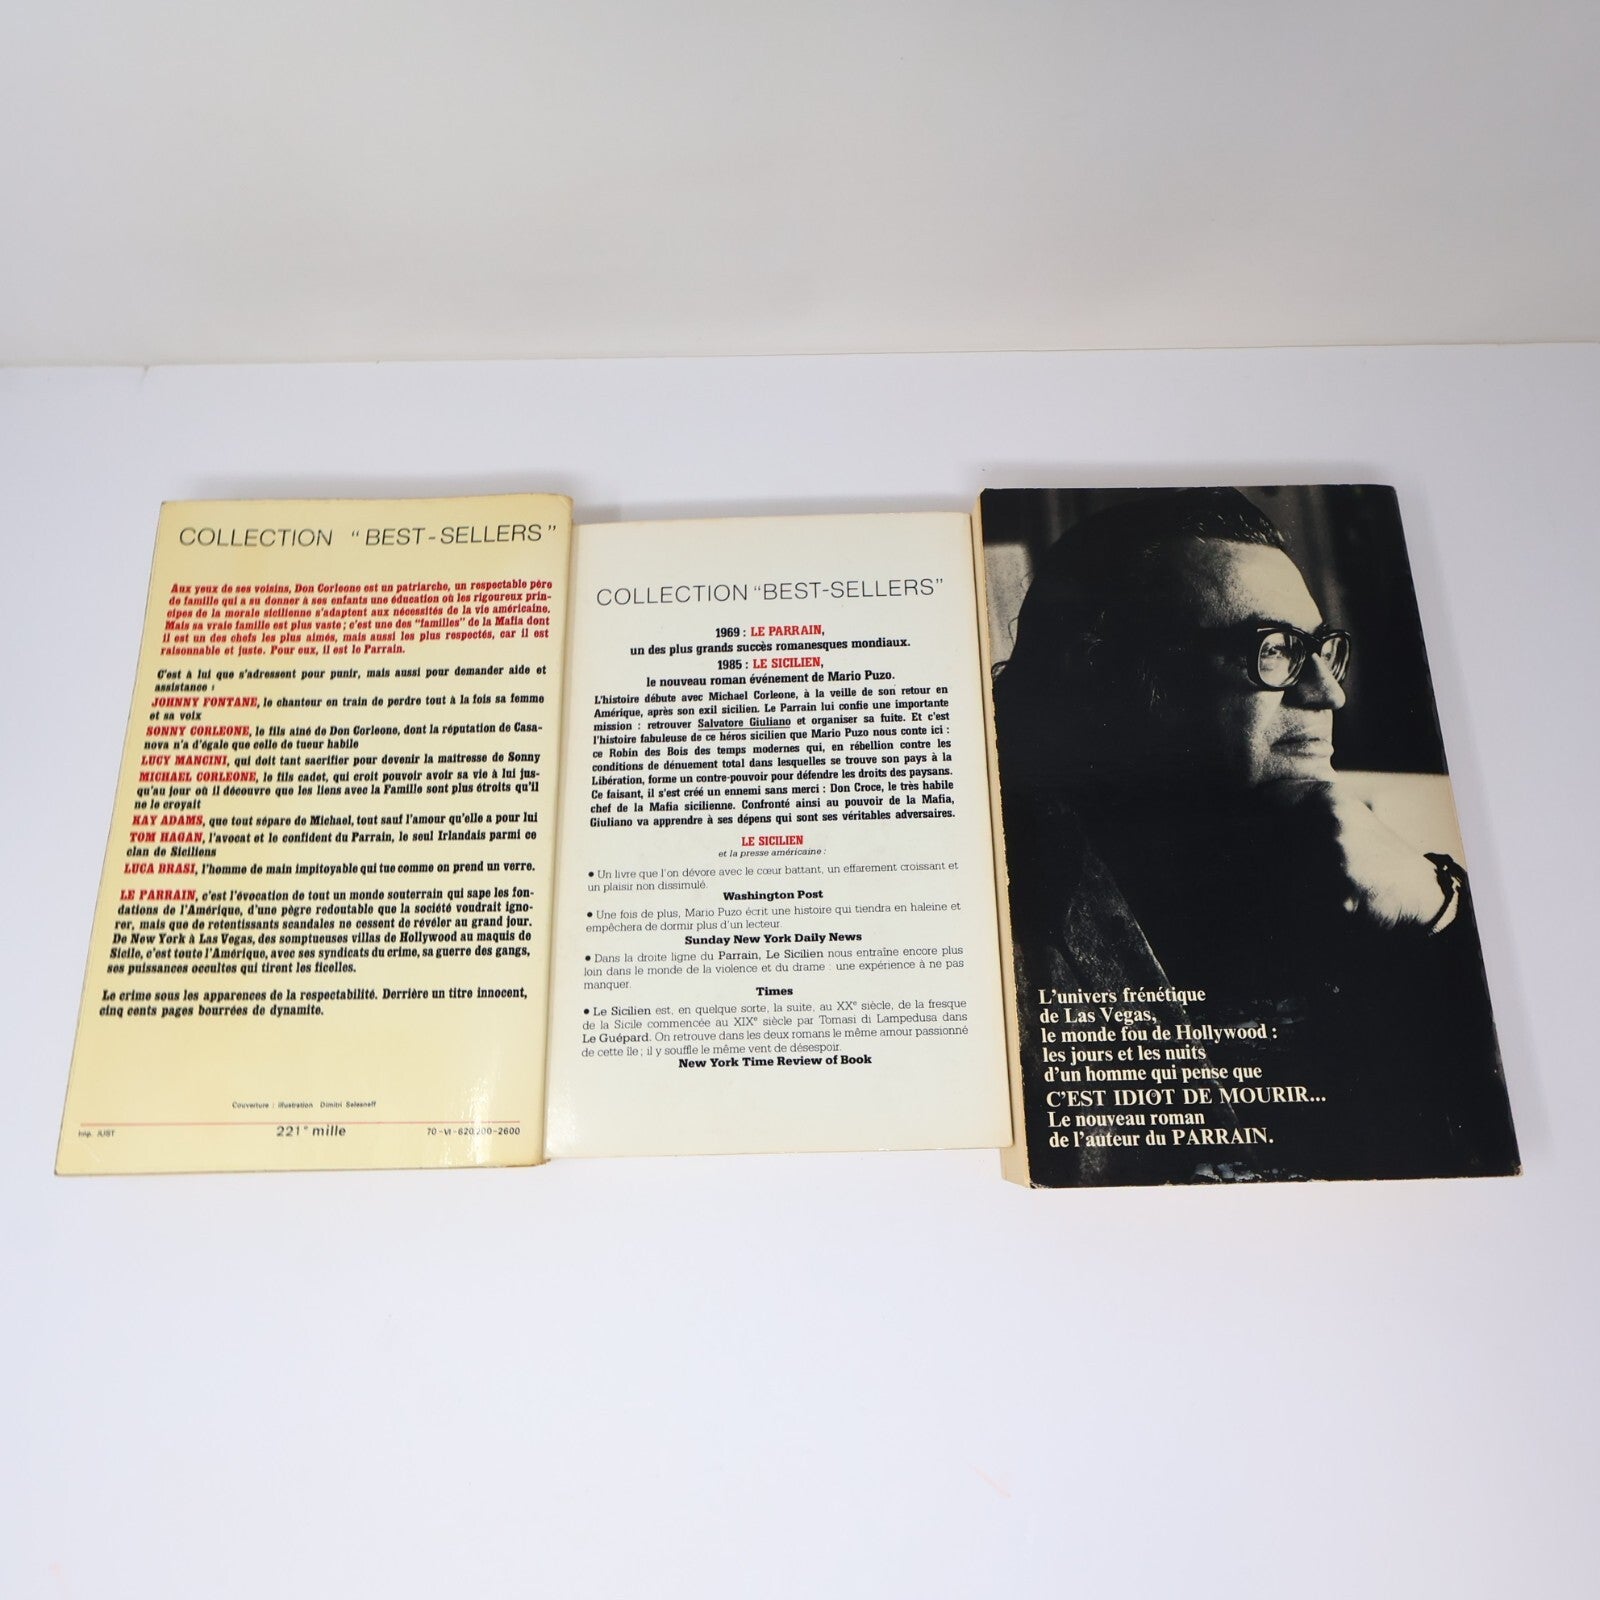 COLLECTION " BEST-SELLERS "
Aux yeux de ses voisins, Don Corleone est un patriarche, un respectable père
de famille qui a su donner à ses enfants une éducation où les rigoureux prin-
cipes de la morale sicilienne s'adaptent aux nécessités de la vie américaine.
Mais sa vraie famille est plus vaste ; c'est une des "familles" de la Mafia dont
il est un des chefs les plus aimés, mais aussi les plus respectés, car il est
raisonnable et juste. Pour eux, il est le Parrain.
C'est à lui que s'adressent pour punir, mais aussi pour demander aide et
assistance :
JOHNNY FONTANE, le chanteur en train de perdre tout à la fois sa femme
et sa voix
SONNY CORLEONE, le fils aîné de Don Corleone, dont la réputation de Casa-
nova n'a d'égale que celle de tueur habile
LUCY MANCINI, qui doit tant sacrifier pour devenir la maîtresse de Sonny
MICHAEL CORLEONE, le fils cadet, qui croit pouvoir avoir sa vie à lui jus-
qu'au jour où il découvre que les liens avec la Famille sont plus étroits qu'il
ne le croyait
KAY ADAMS, que tout sépare de Michael, tout sauf l'amour qu'elle a pour lui
TOM HAGAN, l'avocat et le confident du Parrain, le seul Irlandais parmi ce
clan de Siciliens
LUCA BRASI, l'homme de main impitoyable qui tue comme on prend un verre.
LE PARRAIN, c'est l'évocation de tout un monde souterrain qui sape les fon-
dations de l'Amérique, d'une pègre redoutable que la société voudrait igno-
rer, mais que de retentissants scandales ne cessent de révéler au grand jour.
De New York à Las Vegas, des somptueuses villas de Hollywood au maquis de
Sicile, c'est toute l'Amérique, avec ses syndicats du crime, sa guerre des gangs,
ses puissances occultes qui tirent les ficelles.
Le crime sous les apparences de la respectabilité. Derrière un titre innocent,
cinq cents pages bourrées de dynamite.
Couverture : illustration Dimitri Selesneff
Imp. JUST 221e mille 70-VI-620.200-2600
COLLECTION "BEST-SELLERS"
1969 : LE PARRAIN,
un des plus grands succès romanesques mondiaux.
1985 : LE SICILIEN,
le nouveau roman événement de Mario Puzo.
L'histoire débute avec Michael Corleone, à la veille de son retour en
Amérique, après son exil sicilien. Le Parrain lui confie une importante
mission : retrouver Salvatore Giuliano et organiser sa fuite. Et c'est
l'histoire fabuleuse de ce héros sicilien que Mario Puzo nous conte ici :
ce Robin des Bois des temps modernes qui, en rébellion contre les
conditions de dénuement total dans lesquelles se trouve son pays à la
Libération, forme un contre-pouvoir pour défendre les droits des paysans.
Ce faisant, il s'est créé un ennemi sans merci : Don Croce, le très habile
chef de la Mafia sicilienne. Confronté ainsi au pouvoir de la Mafia,
Giuliano va apprendre à ses dépens qui sont ses véritables adversaires.
LE SICILIEN
et la presse américaine :
• Un livre que l'on dévore avec le cœur battant, un effarement croissant et
un plaisir non dissimulé.
Washington Post
• Une fois de plus, Mario Puzo écrit une histoire qui tiendra en haleine et
empêchera de dormir plus d'un lecteur.
Sunday New York Daily News
• Dans la droite ligne du Parrain, Le Sicilien nous entraîne encore plus
loin dans le monde de la violence et du drame : une expérience à ne pas
manquer.
Times
• Le Sicilien est, en quelque sorte, la suite, au XXe siècle, de la fresque
de la Sicile commencée au XIXe siècle par Tomasi di Lampedusa dans
Le Guépard. On retrouve dans les deux romans le même amour passionné
de cette île ; il y souffle le même vent de désespoir.
New York Time Review of Book
L'univers frénétique
de Las Vegas,
le monde fou de Hollywood :
les jours et les nuits
d'un homme qui pense que
C'EST IDIOT DE MOURIR...
Le nouveau roman
de l'auteur du PARRAIN.